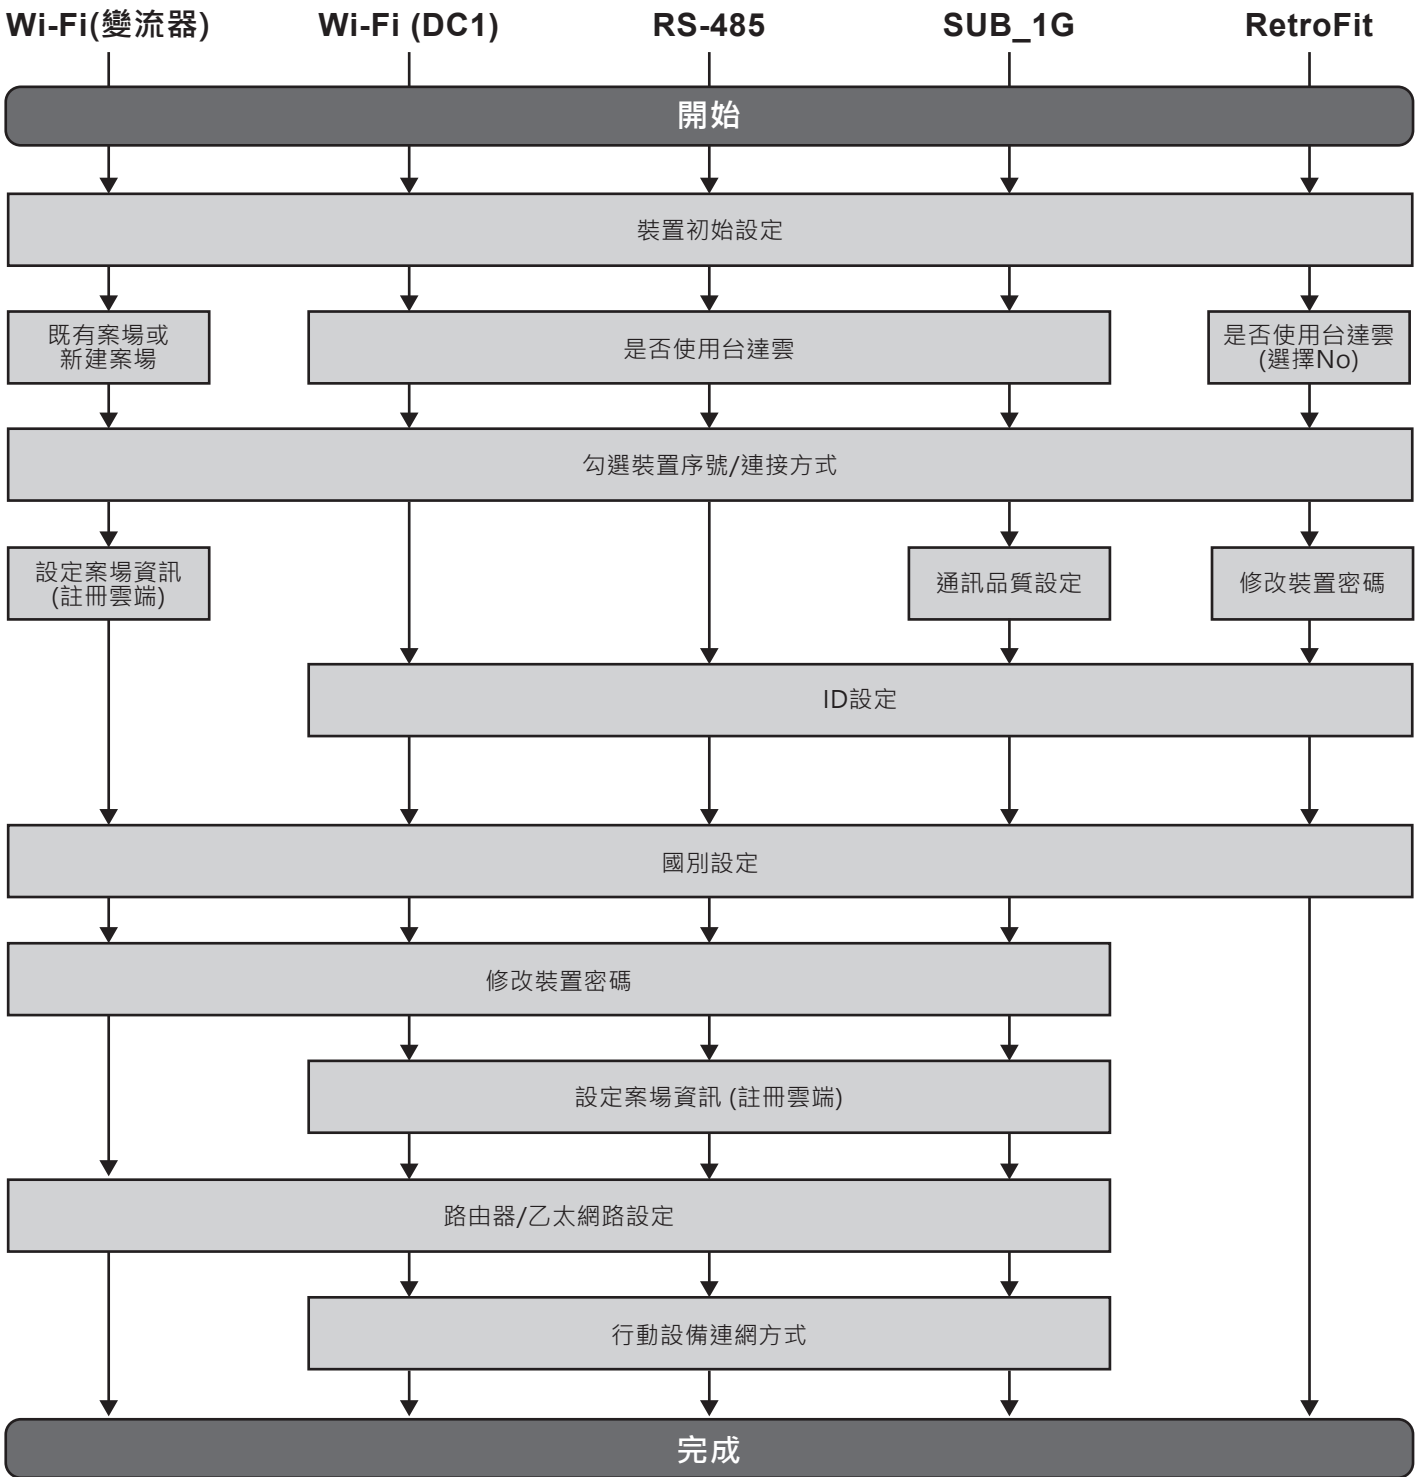 Wi-Fi(變流器) Wi-Fi (DC1) RS-485 SUB_1G RetroFit
開始
裝置初始設定
既有案場或
新建案場
是否使用台達雲
是否使用台達雲
(選擇No)
勾選裝置序號/連接方式
設定案場資訊
(註冊雲端)
通訊品質設定
修改裝置密碼
ID設定
國別設定
修改裝置密碼
設定案場資訊 (註冊雲端)
路由器/乙太網路設定
行動設備連網方式
完成